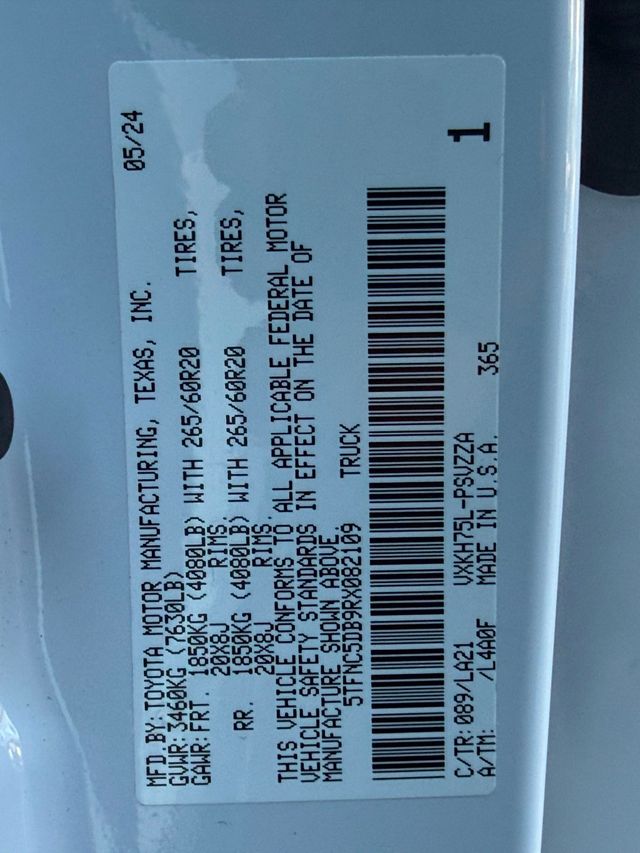 MFD.BY:TOYOTA MOTOR MANUFACTURING, TEXAS, INC. 05/24
GVWR:3460KG (7630LB)
GAWR:FRT. 1850KG (4080LB) WITH 265/60R20 TIRES,
20X8J RIMS.
RR. 1850KG (4080LB) WITH 265/60R20 TIRES,
20X8J RIMS.
THIS VEHICLE CONFORMS TO ALL APPLICABLE FEDERAL MOTOR
VEHICLE SAFETY STANDARDS IN EFFECT ON THE DATE OF
MANUFACTURE SHOWN ABOVE.
5TFNC5DB9RX082109 TRUCK
C/TR:089/LA21 VXKH75L-PSVZZA 1
A/TM: /L4A0F MADE IN U.S.A. 365